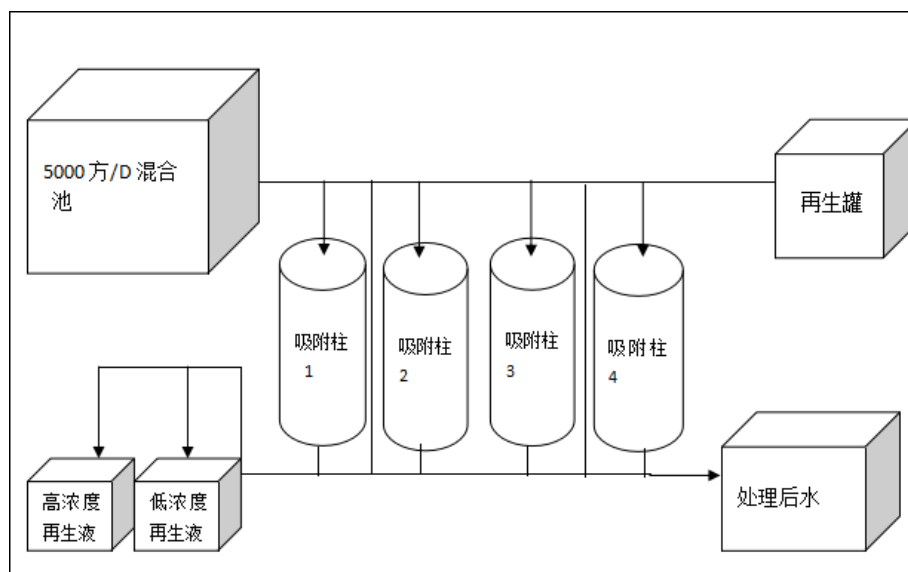 5000方/D混合
池
再生罐
吸附柱
1
吸附柱
2
吸附柱
3
吸附柱
4
高浓度
再生液
低浓度
再生液
处理后水